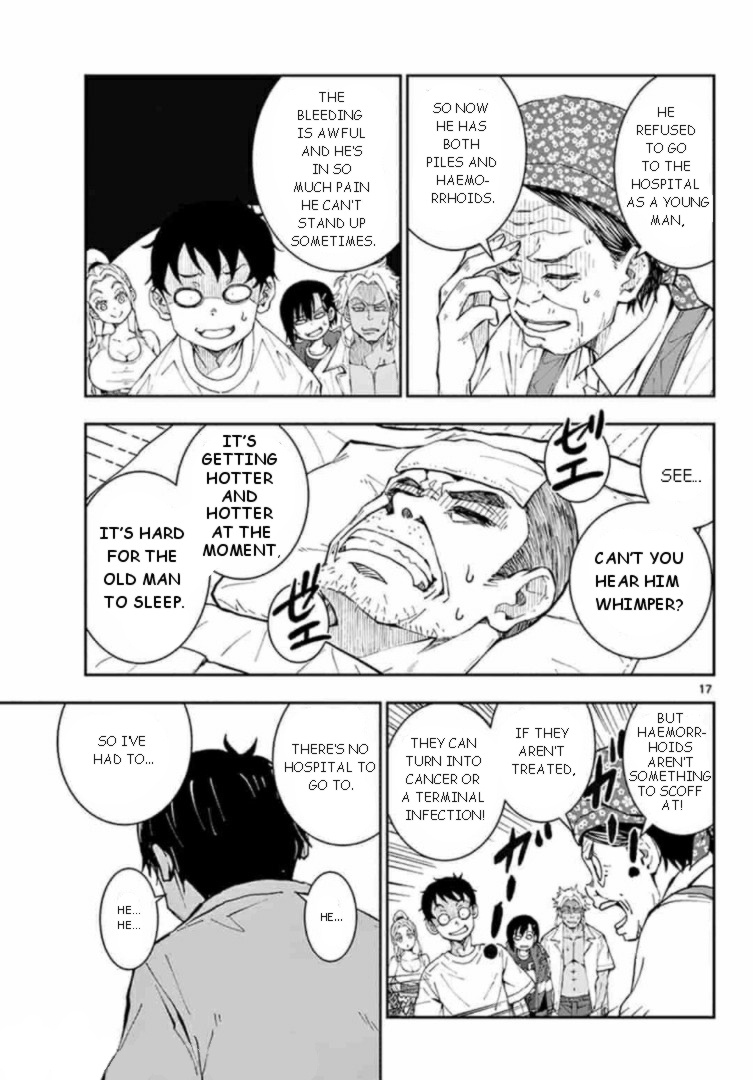 HE
REFUSED
TO GO
TO THE
HOSPITAL
AS A YOUNG
MAN,
SO NOW
HE HAS
BOTH
PILES AND
HAEMO-
RRHOIDS.
THE
BLEEDING
IS AWFUL
AND HE'S
IN SO
MUCH PAIN
HE CAN'T
STAND UP
SOMETIMES.
SEE...
CAN'T YOU
HEAR HIM
WHIMPER?
ゼェ
IT'S
GETTING
HOTTER
AND
HOTTER
AT THE
MOMENT,
ゼェ
IT'S HARD
FOR THE
OLD MAN
TO SLEEP.
17
BUT
HAEMORR-
HOIDS
AREN'T
SOMETHING
TO SCOFF
AT!
IF THEY
AREN'T
TREATED,
THEY CAN
TURN INTO
CANCER OR
A TERMINAL
INFECTION!
ガバッ!!
THERE'S NO
HOSPITAL TO
GO TO.
SO I'VE
HAD TO...
HE...
HE...
HE...